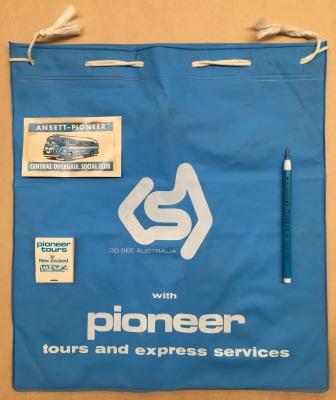 ANSETT-PIONEER
CENTRAL OVERHAUL SOCIAL CLUB
GO SEE AUSTRALIA
pioneer
tours
to
New Zealand
with
pioneer
tours and express services